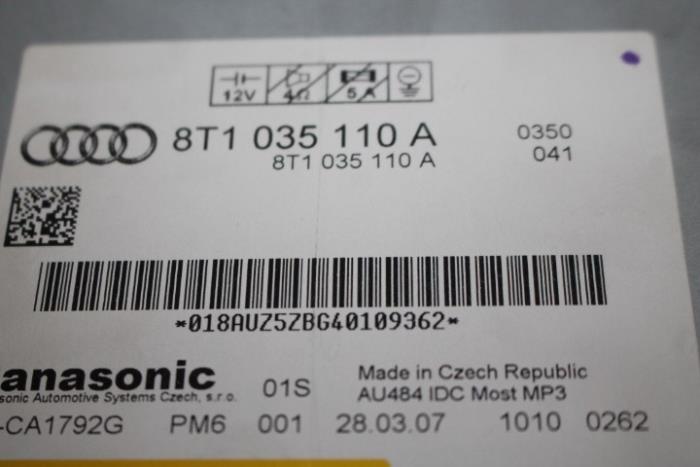 12V 4Ω 5A
8T1 035 110 A 0350
8T1 035 110 A 041
*018AUZ5ZBG40109362*
anasonic 01S Made in Czech Republic
sonic Automotive Systems Czech, s.r.o. AU484 IDC Most MP3
-CA1792G PM6 001 28.03.07 1010 0262